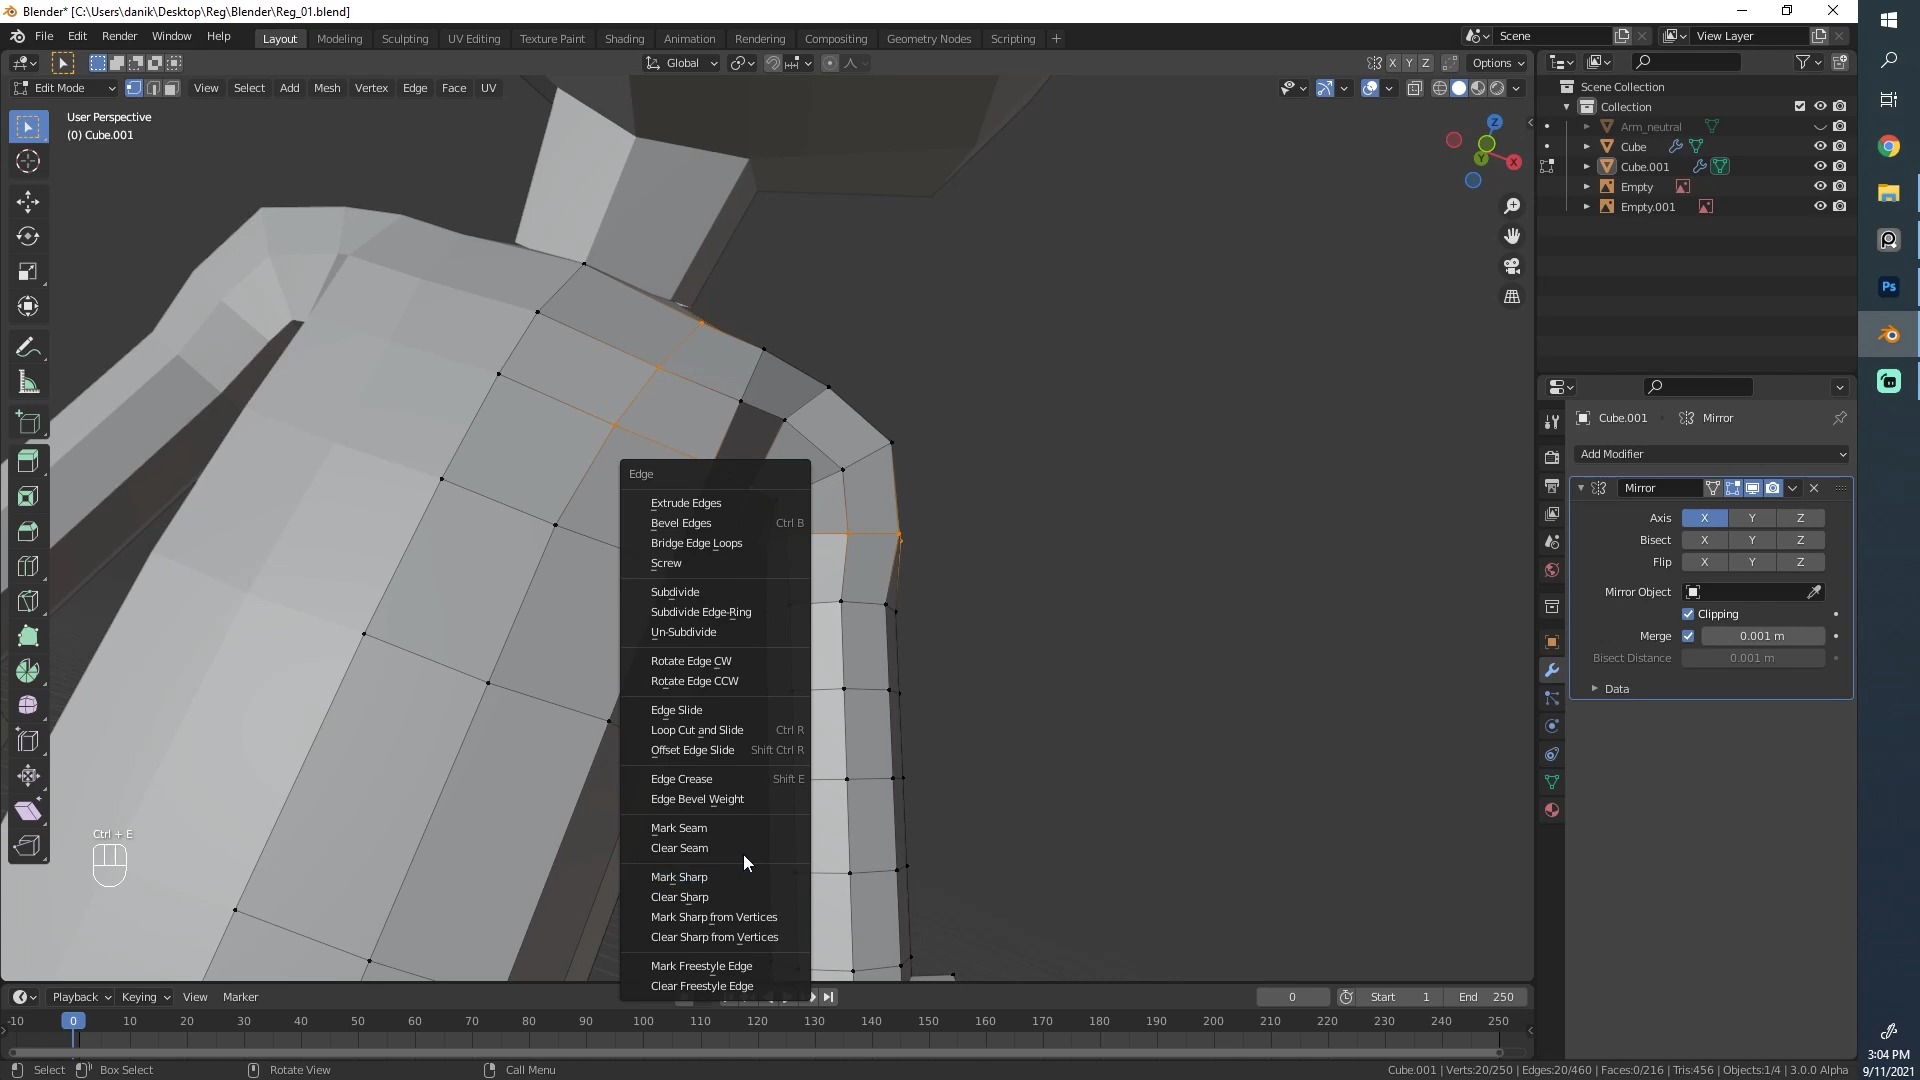 Blender* [C:\Users\danik\Desktop\Reg\Blender\Reg_01.blend]
File Edit Render Window Help Layout Modeling Sculpting UV Editing Texture Paint Shading Animation Rendering Compositing Geometry Nodes Scripting + Scene View Layer
Global X Y Z Options
Edit Mode View Select Add Mesh Vertex Edge Face UV
User Perspective
(0) Cube.001
Z
Y
X
Scene Collection
Collection
Arm_neutral
Cube
Cube.001
Empty
Empty.001
Cube.001 Mirror
Add Modifier
Mirror
Axis X Y Z
Bisect X Y Z
Flip X Y Z
Mirror Object
Clipping
Merge 0.001 m
Bisect Distance 0.001 m
Data
Edge
Extrude Edges
Bevel Edges Ctrl B
Bridge Edge Loops
Screw
Subdivide
Subdivide Edge-Ring
Un-Subdivide
Rotate Edge CW
Rotate Edge CCW
Edge Slide
Loop Cut and Slide Ctrl R
Offset Edge Slide Shift Ctrl R
Edge Crease Shift E
Edge Bevel Weight
Mark Seam
Clear Seam
Mark Sharp
Clear Sharp
Mark Sharp from Vertices
Clear Sharp from Vertices
Mark Freestyle Edge
Clear Freestyle Edge
Ctrl + E
Playback Keying View Marker 0 Start 1 End 250
-10 0 10 20 30 40 50 60 70 80 90 100 110 120 130 140 150 160 170 180 190 200 210 220 230 240 250
Select Box Select Rotate View Call Menu Cube.001 | Verts:20/250 | Edges:20/460 | Faces:0/216 | Tris:456 | Objects:1/4 | 3.0.0 Alpha
Ps
3:04 PM
9/11/2021